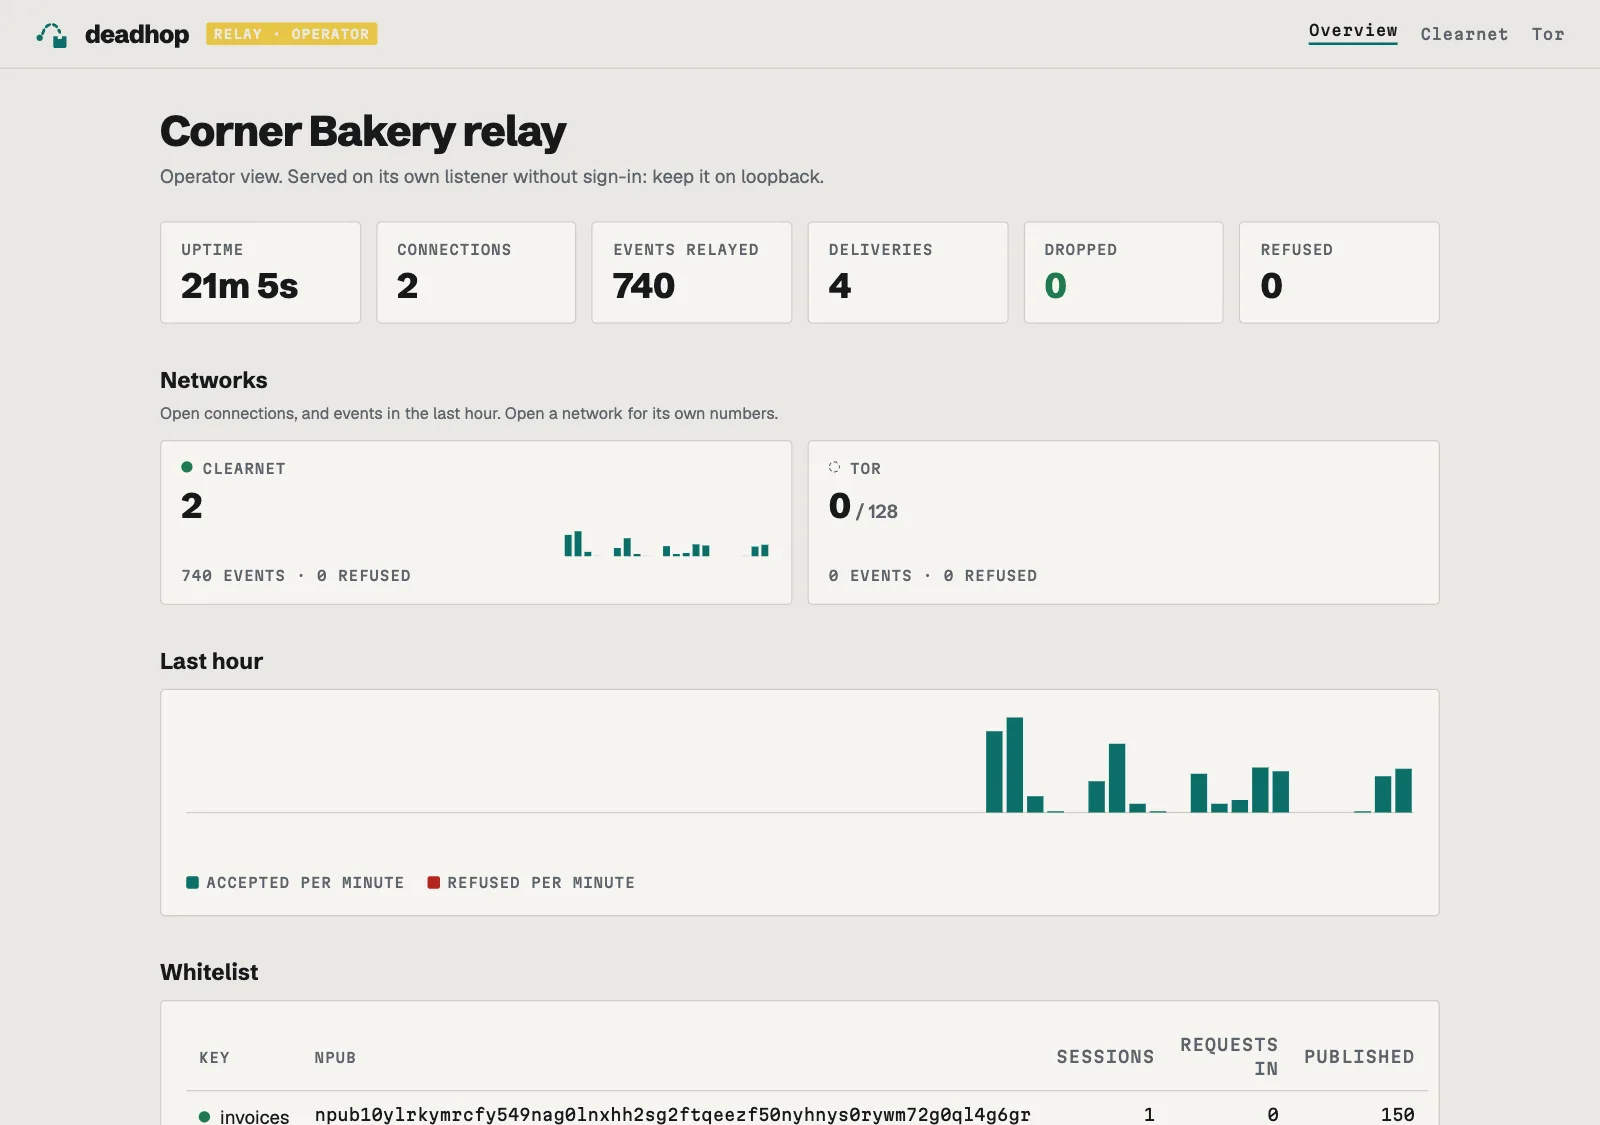 deadhop
RELAY · OPERATOR
Overview
Clearnet
Tor
Corner Bakery relay
Operator view. Served on its own listener without sign-in: keep it on loopback.
UPTIME
21m 5s
CONNECTIONS
2
EVENTS RELAYED
740
DELIVERIES
4
DROPPED
0
REFUSED
0
Networks
Open connections, and events in the last hour. Open a network for its own numbers.
CLEARNET
2
740 EVENTS · 0 REFUSED
TOR
0 / 128
0 EVENTS · 0 REFUSED
Last hour
ACCEPTED PER MINUTE
REFUSED PER MINUTE
Whitelist
KEY NPUB SESSIONS REQUESTS IN PUBLISHED
invoices npub10ylrkymrcfy549nag0lnxhh2sg2ftqeezf50nyhnys0rywm72g0ql4g6gr 1 0 150